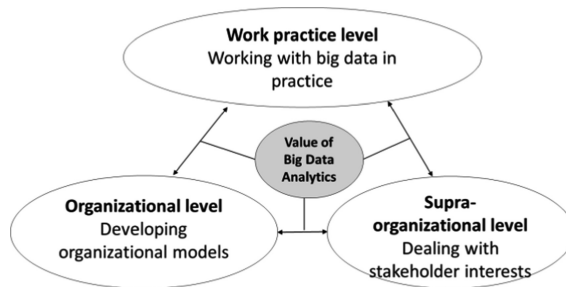 Work practice level
Working with big data in
practice
Value of
Big Data
Analytics
Organizational level
Developing
organizational models
Supra-
organizational level
Dealing with
stakeholder interests